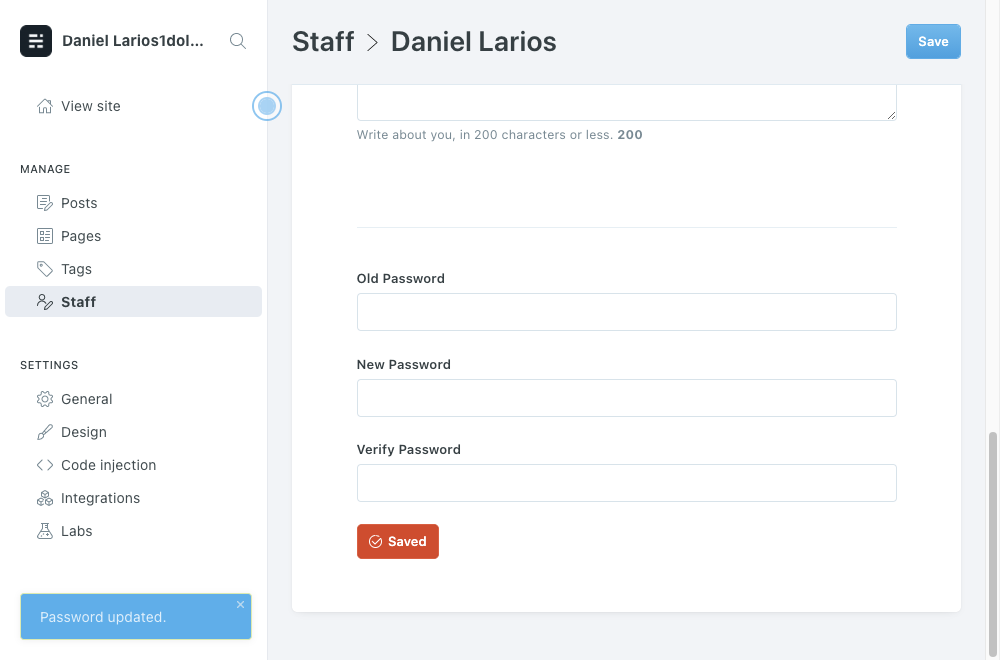 Daniel Larios1dol...
View site
MANAGE
Posts
Pages
Tags
Staff
SETTINGS
General
Design
Code injection
Integrations
Labs
Password updated.
Staff > Daniel Larios
Save
Write about you, in 200 characters or less. 200
Old Password
New Password
Verify Password
Saved